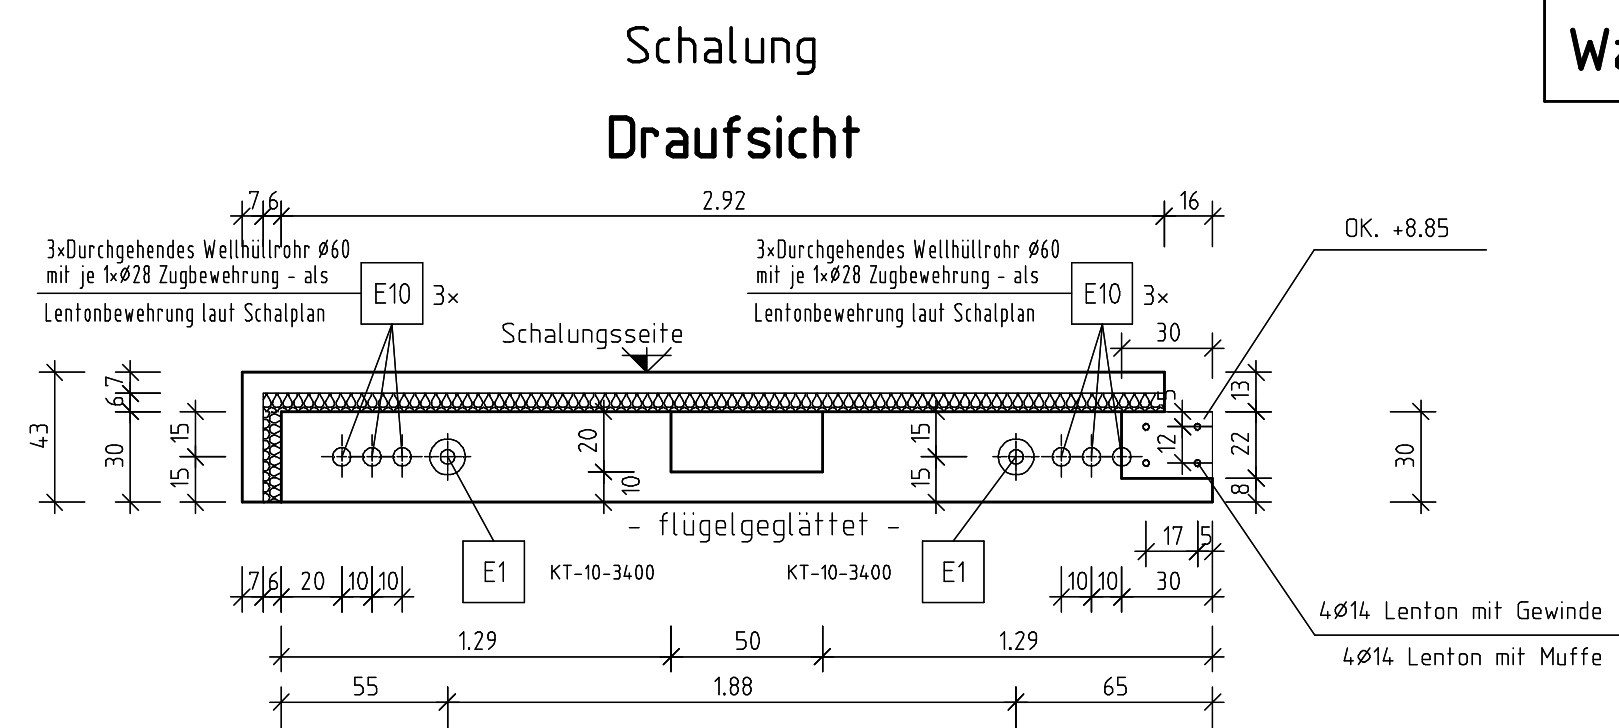 Schalung
Wa
Draufsicht
7 6 2.92 16
OK. +8.85
3×Durchgehendes Wellhüllrohr Ø60
mit je 1×Ø28 Zugbewehrung - als
Lentonbewehrung laut Schalplan
E10 3×
3×Durchgehendes Wellhüllrohr Ø60
mit je 1×Ø28 Zugbewehrung - als
Lentonbewehrung laut Schalplan
E10 3×
30
Schalungsseite
43
6 7
30
15
15
20
10
15
15
5
12
13
22
8
30
- flügelgeglättet -
17 5
E1 KT-10-3400
KT-10-3400 E1
7 6 20 10 10
10 10 30
4Ø14 Lenton mit Gewinde
4Ø14 Lenton mit Muffe
1.29 50 1.29
55 1.88 65